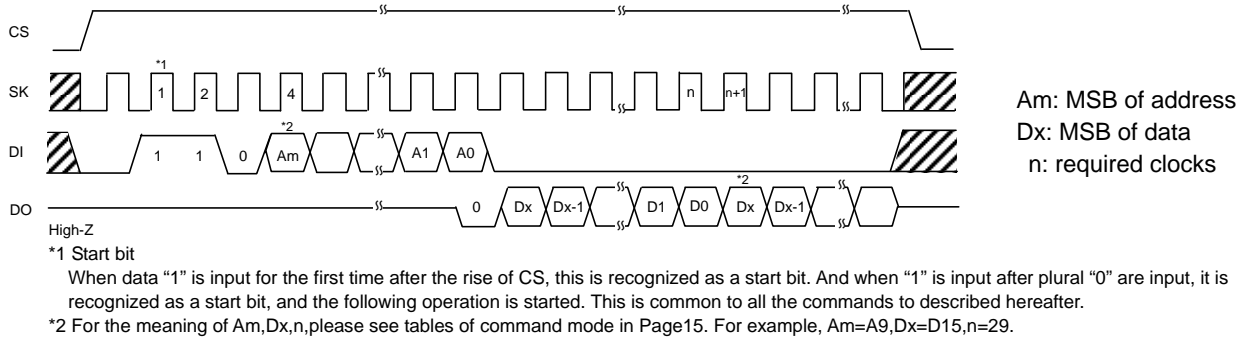 CS
SK
*1
1 2 4 n n+1
Am: MSB of address
Dx: MSB of data
n: required clocks
*2
DI
1 1 0 Am A1 A0
*2
DO
0 Dx Dx-1 D1 D0 Dx Dx-1
High-Z
*1 Start bit
When data “1” is input for the first time after the rise of CS, this is recognized as a start bit. And when “1” is input after plural “0” are input, it is
recognized as a start bit, and the following operation is started. This is common to all the commands to described hereafter.
*2 For the meaning of Am,Dx,n,please see tables of command mode in Page15. For example, Am=A9,Dx=D15,n=29.